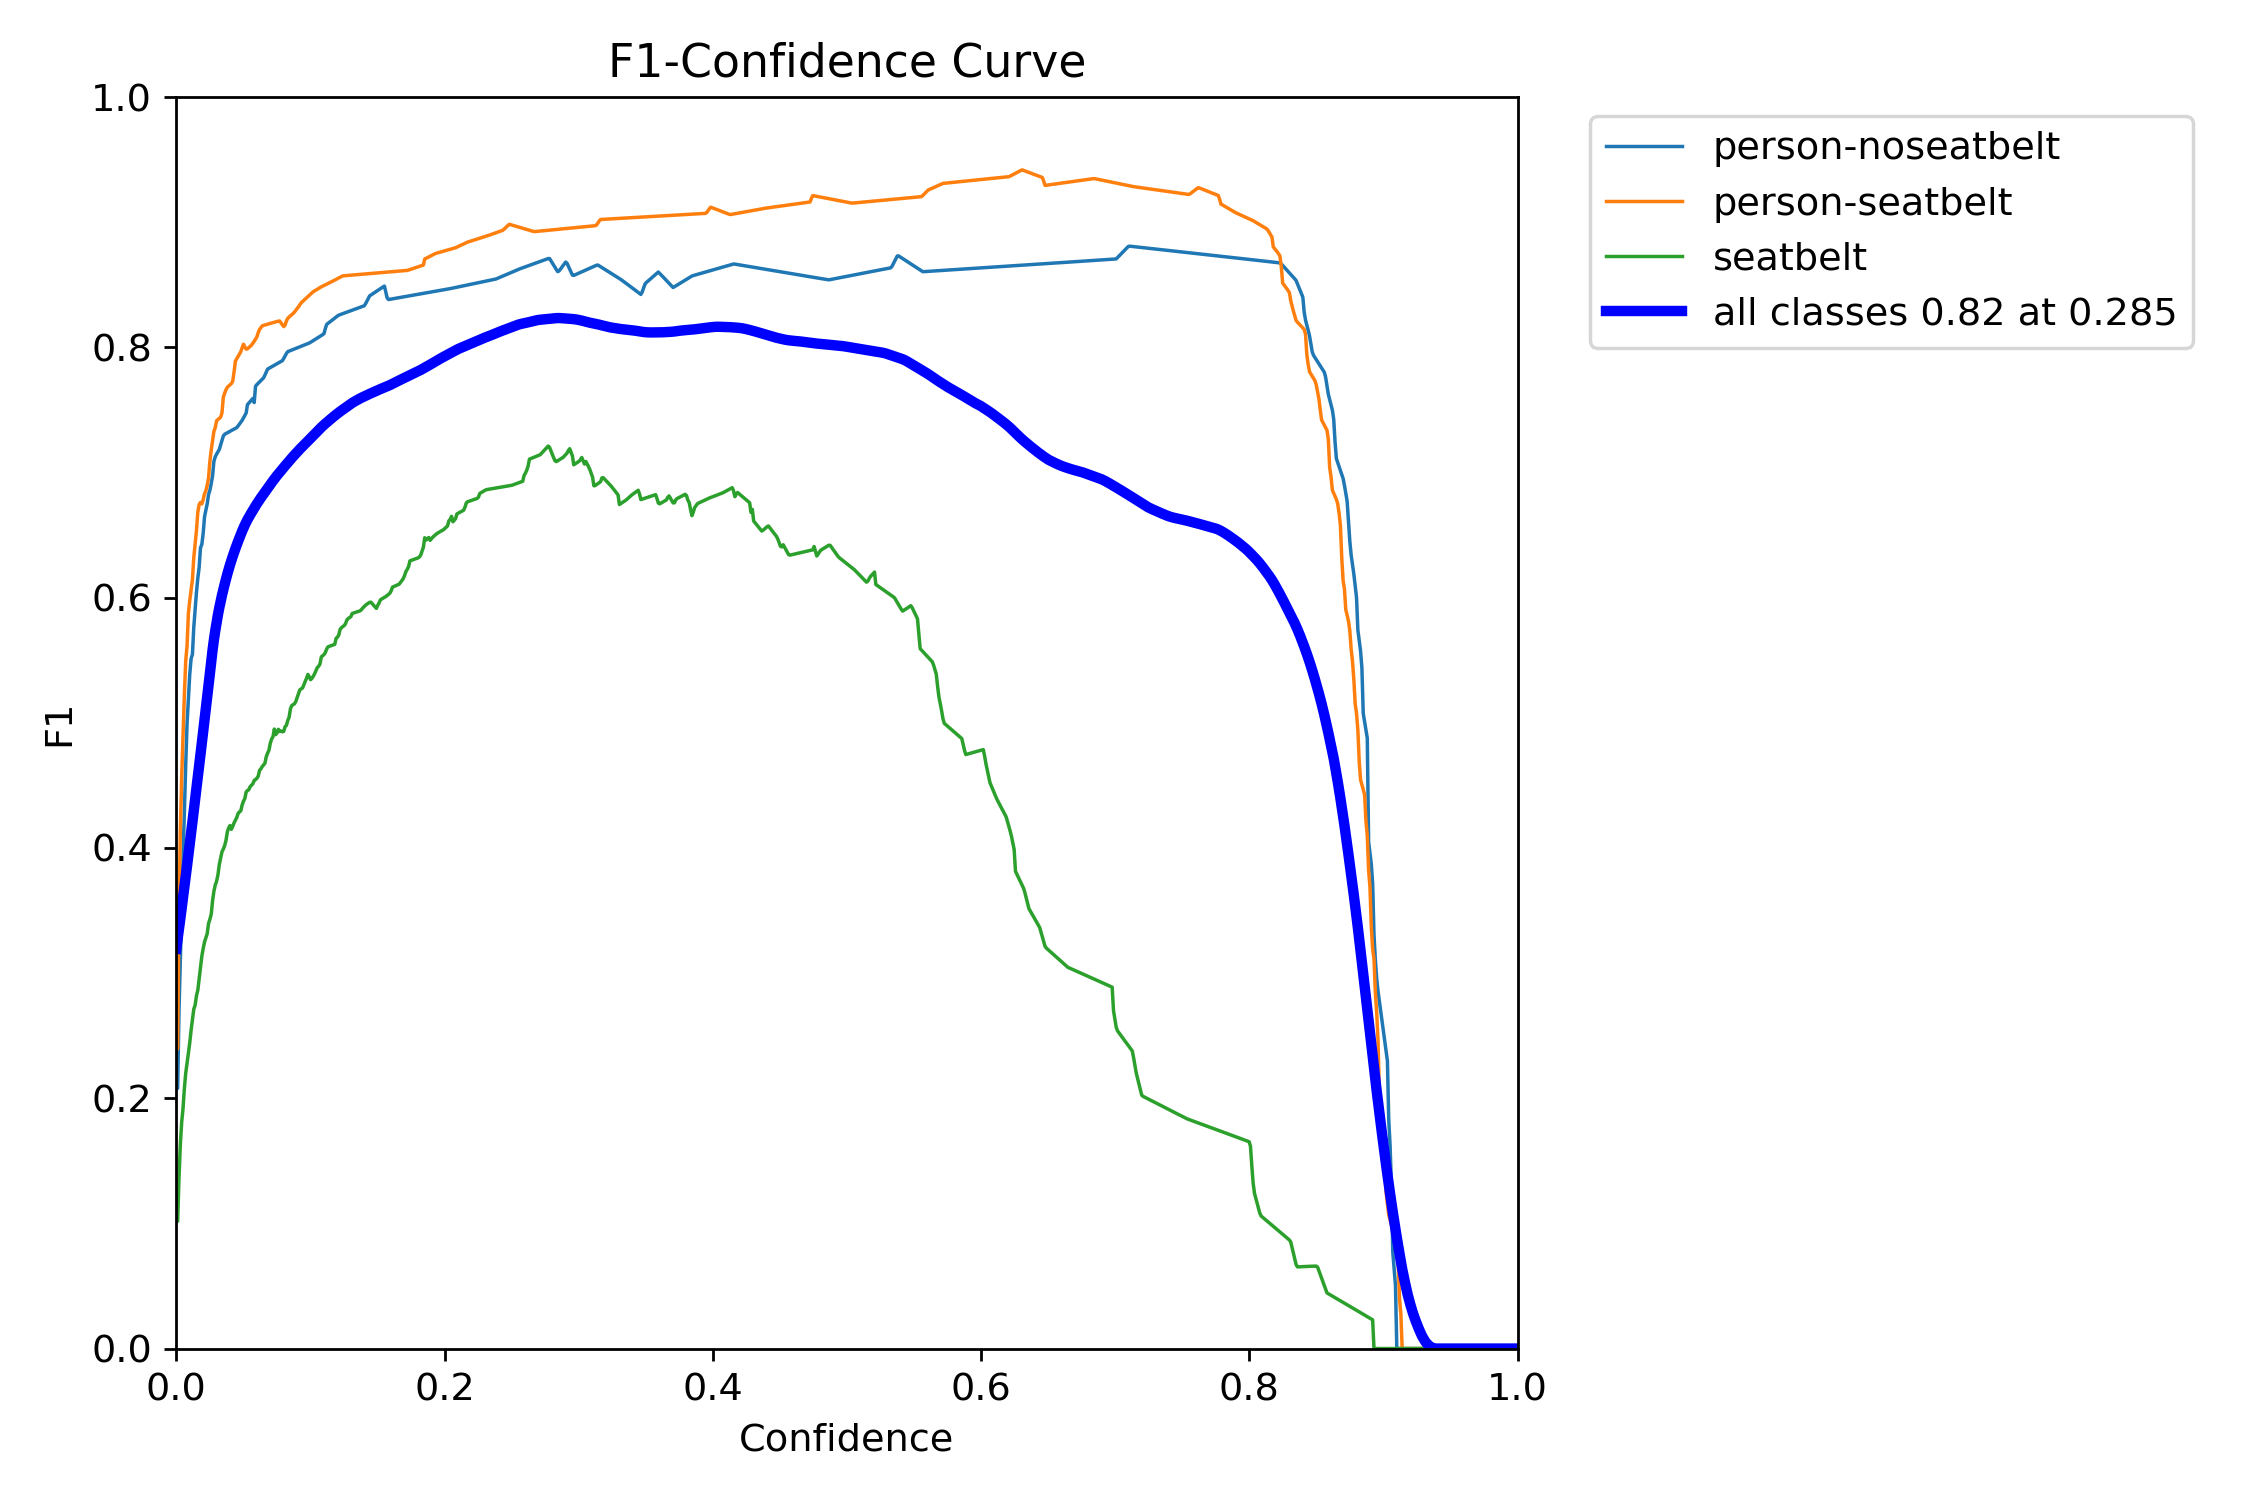 F1-Confidence Curve
1.0
0.8
0.6
0.4
0.2
0.0
F1
0.0 0.2 0.4 0.6 0.8 1.0
Confidence
person-noseatbelt
person-seatbelt
seatbelt
all classes 0.82 at 0.285